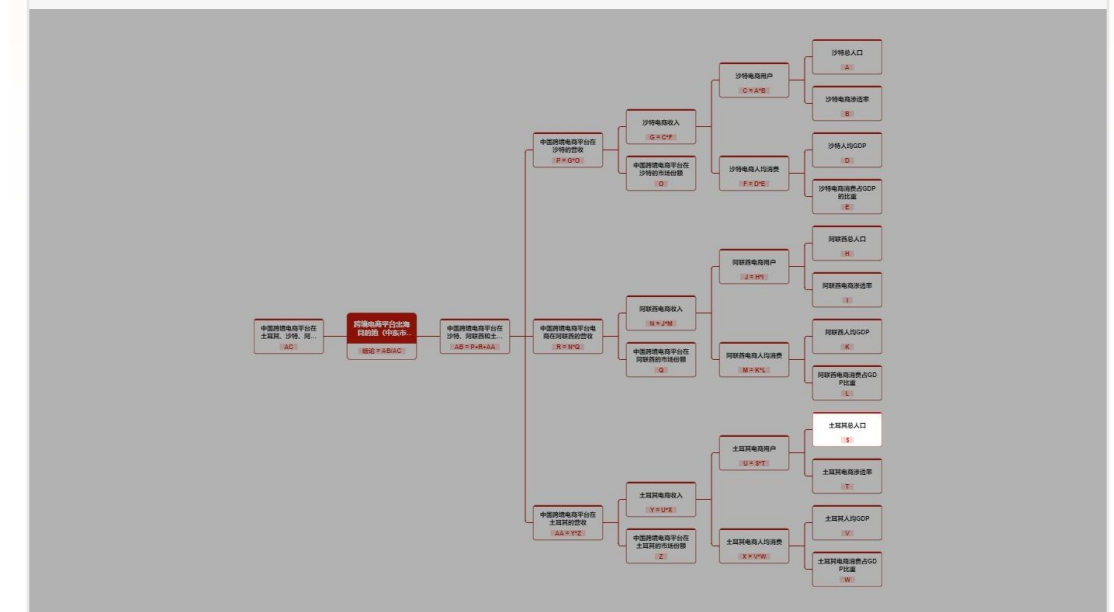 沙特总人口
A
沙特电商用户
C = A*B
沙特电商渗透率
B
沙特电商收入
G = C*F
中国跨境电商平台在
沙特的营收
P = G*O
沙特人均GDP
D
中国跨境电商平台在
沙特的市场份额
O
沙特电商人均消费
F = D*E
沙特电商消费占GDP
的比重
E
阿联酋总人口
H
阿联酋电商用户
J = H*I
阿联酋电商渗透率
I
阿联酋电商收入
N = J*M
中国跨境电商平台在
土耳其、沙特、阿...
AC
跨境电商平台出海
目的地（中东市...
结论 = AB/AC
中国跨境电商平台在
沙特、阿联酋和土...
AB = P+R+AA
中国跨境电商平台电
商在阿联酋的营收
R = N*Q
阿联酋人均GDP
K
中国跨境电商平台在
阿联酋的市场份额
Q
阿联酋电商人均消费
M = K*L
阿联酋电商消费占GD
P比重
L
土耳其总人口
S
土耳其电商用户
U = S*T
土耳其电商渗透率
T
土耳其电商收入
Y = U*X
中国跨境电商平台在
土耳其的营收
AA = Y*Z
土耳其人均GDP
V
中国跨境电商平台在
土耳其的市场份额
Z
土耳其电商人均消费
X = V*W
土耳其电商消费占GD
P比重
W